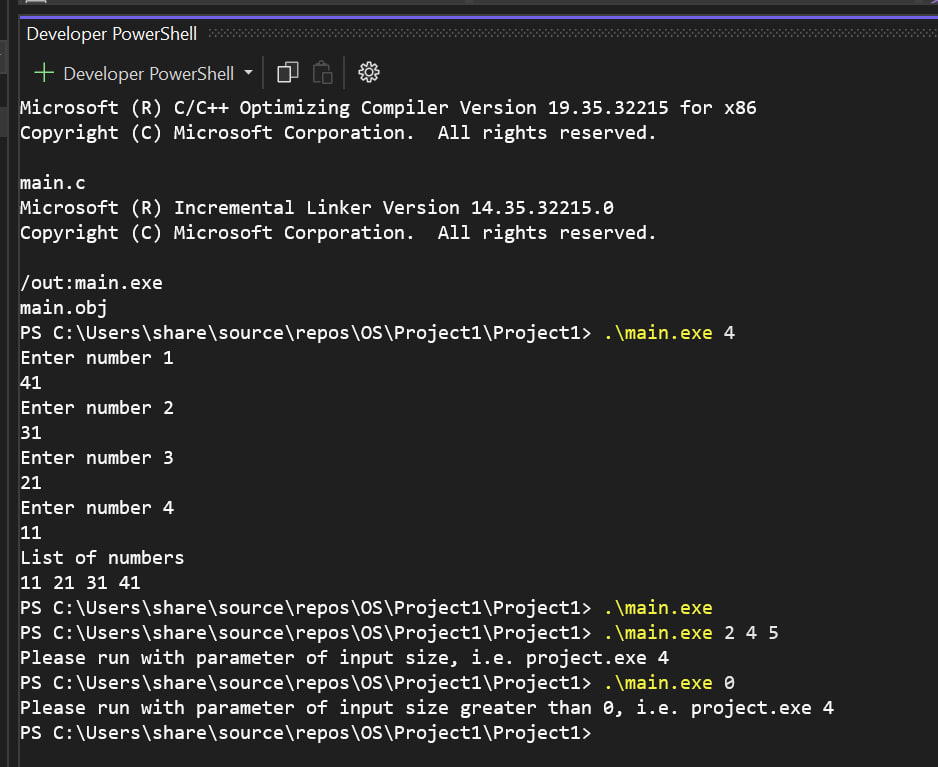 Developer PowerShell
Developer PowerShell
Microsoft (R) C/C++ Optimizing Compiler Version 19.35.32215 for x86
Copyright (C) Microsoft Corporation.  All rights reserved.
main.c
Microsoft (R) Incremental Linker Version 14.35.32215.0
Copyright (C) Microsoft Corporation.  All rights reserved.
/out:main.exe
main.obj
PS C:\Users\share\source\repos\OS\Project1\Project1> .\main.exe 4
Enter number 1
41
Enter number 2
31
Enter number 3
21
Enter number 4
11
List of numbers
11 21 31 41
PS C:\Users\share\source\repos\OS\Project1\Project1> .\main.exe
PS C:\Users\share\source\repos\OS\Project1\Project1> .\main.exe 2 4 5
Please run with parameter of input size, i.e. project.exe 4
PS C:\Users\share\source\repos\OS\Project1\Project1> .\main.exe 0
Please run with parameter of input size greater than 0, i.e. project.exe 4
PS C:\Users\share\source\repos\OS\Project1\Project1>